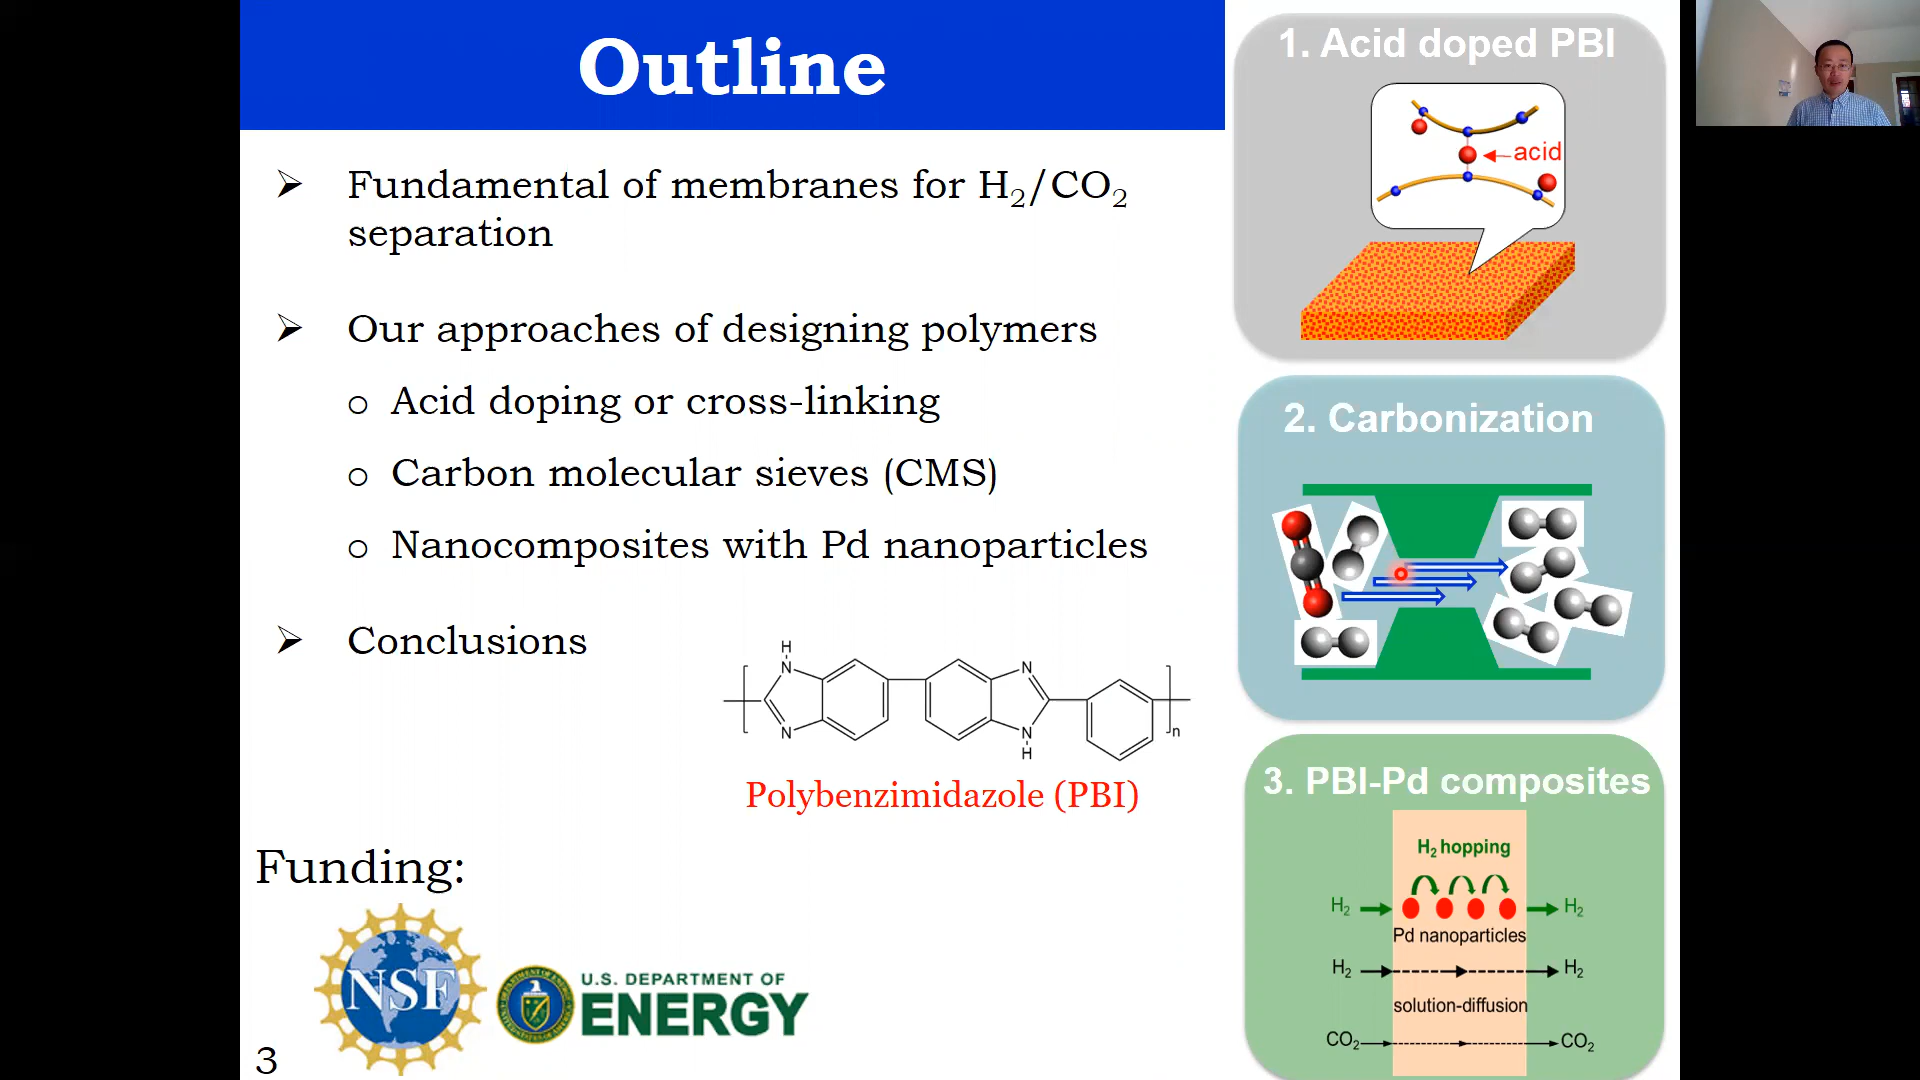 Outline
➢ Fundamental of membranes for H₂/CO₂
separation
➢ Our approaches of designing polymers
o Acid doping or cross-linking
o Carbon molecular sieves (CMS)
o Nanocomposites with Pd nanoparticles
➢ Conclusions
H
N
N
N
N
H
n
Polybenzimidazole (PBI)
Funding:
NSF
U.S. DEPARTMENT OF
ENERGY
3
1. Acid doped PBI
acid
2. Carbonization
3. PBI-Pd composites
H₂ hopping
H₂ H₂
Pd nanoparticles
H₂ H₂
solution-diffusion
CO₂ CO₂